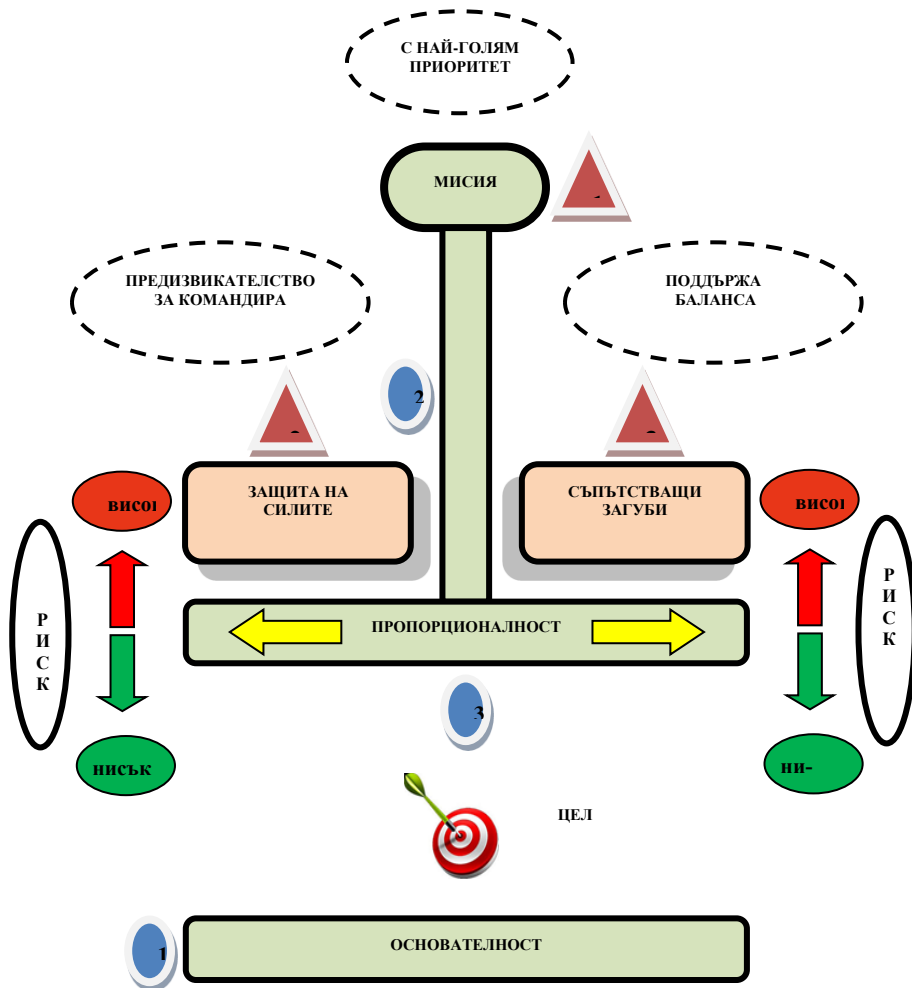 С НАЙ-ГОЛЯМ
ПРИОРИТЕТ
МИСИЯ
ПРЕДИЗВИКАТЕЛСТВО
ЗА КОМАНДИРА
ПОДДЪРЖА
БАЛАНСА
2
ЗАЩИТА НА
СИЛИТЕ
СЪПЪТСТВАЩИ
ЗАГУБИ
Р
И
С
К
Р
И
С
К
ПРОПОРЦИОНАЛНОСТ
3
нисък
ни-
ЦЕЛ
1
ОСНОВАТЕЛНОСТ